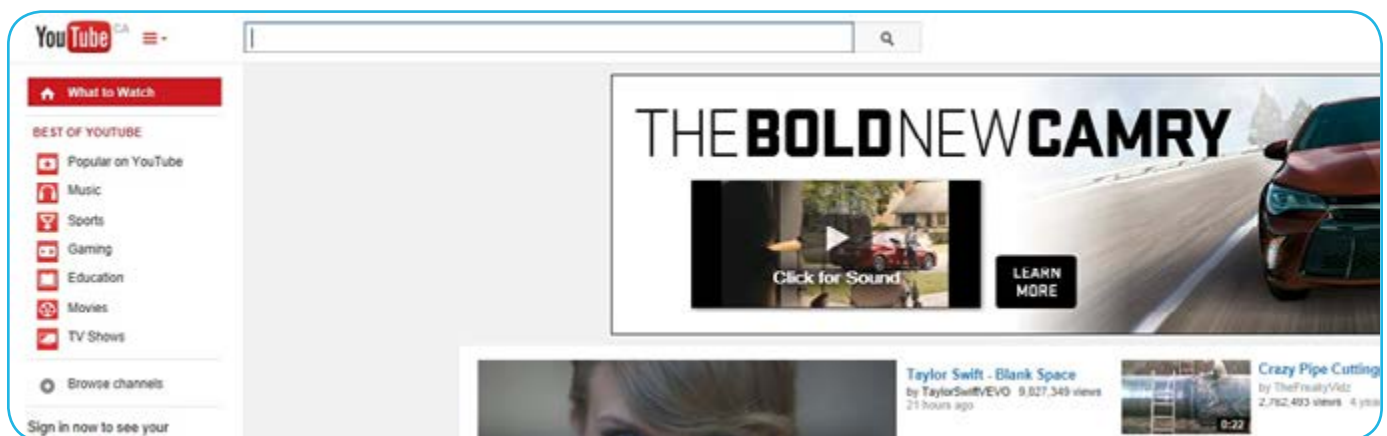 YouTube CA
What to Watch
BEST OF YOUTUBE
Popular on YouTube
Music
Sports
Gaming
Education
Movies
TV Shows
Browse channels
Sign in now to see your
THE BOLD NEW CAMRY
Click for Sound
LEARN
MORE
Taylor Swift - Blank Space
by TaylorSwiftVEVO 9,827,349 views
21 hours ago
Crazy Pipe Cutting
by TheFreakyVidz
2,762,493 views 4 yea
0:22